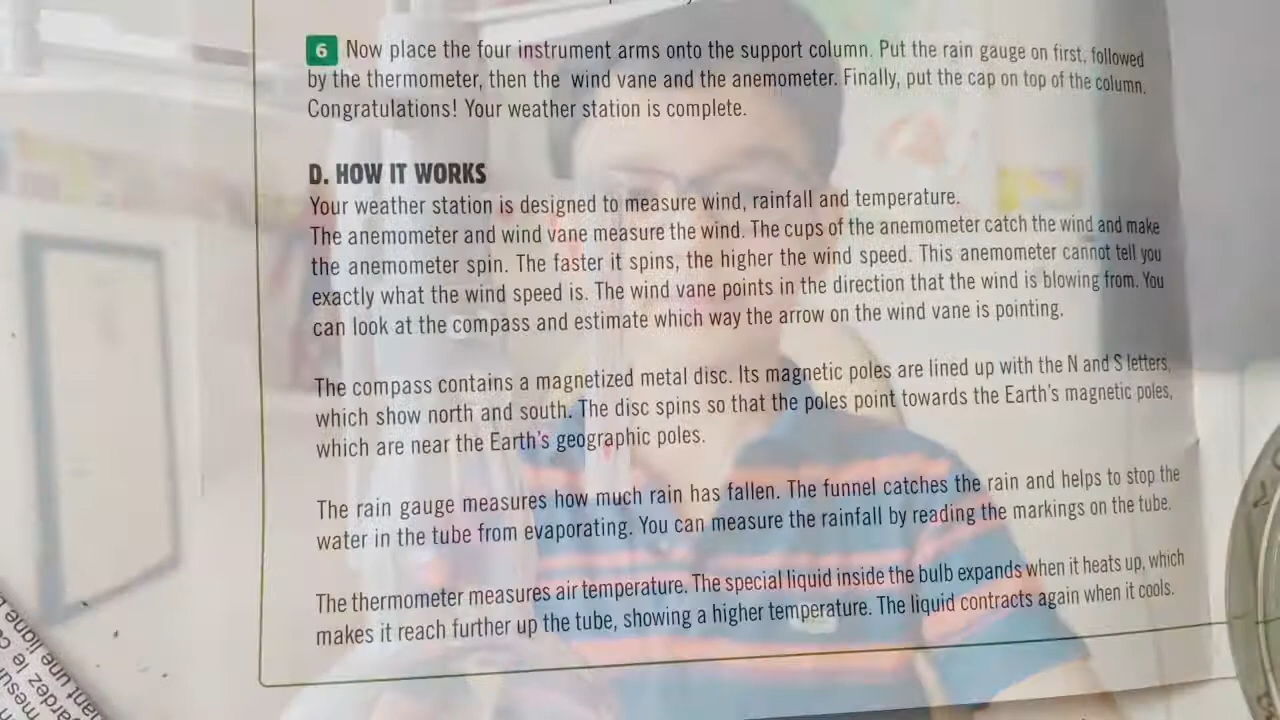 6 Now place the four instrument arms onto the support column. Put the rain gauge on first, followed
by the thermometer, then the wind vane and the anemometer. Finally, put the cap on top of the column.
Congratulations! Your weather station is complete.
D. HOW IT WORKS
Your weather station is designed to measure wind, rainfall and temperature.
The anemometer and wind vane measure the wind. The cups of the anemometer catch the wind and make
the anemometer spin. The faster it spins, the higher the wind speed. This anemometer cannot tell you
exactly what the wind speed is. The wind vane points in the direction that the wind is blowing from. You
can look at the compass and estimate which way the arrow on the wind vane is pointing.
The compass contains a magnetized metal disc. Its magnetic poles are lined up with the N and S letters,
which show north and south. The disc spins so that the poles point towards the Earth's magnetic poles,
which are near the Earth's geographic poles.
The rain gauge measures how much rain has fallen. The funnel catches the rain and helps to stop the
water in the tube from evaporating. You can measure the rainfall by reading the markings on the tube.
The thermometer measures air temperature. The special liquid inside the bulb expands when it heats up, which
makes it reach further up the tube, showing a higher temperature. The liquid contracts again when it cools.
une ligne